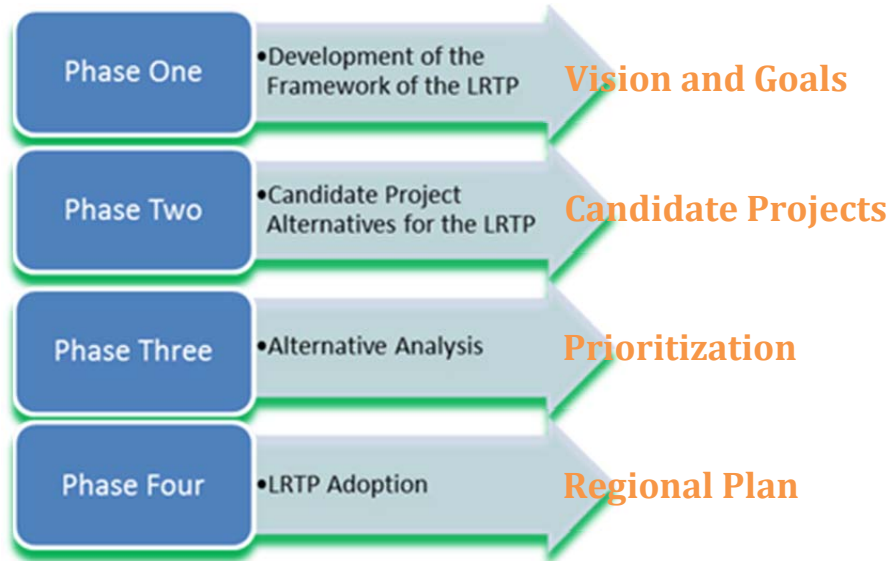 Phase One
•Development of the
Framework of the LRTP
Vision and Goals
Phase Two
•Candidate Project
Alternatives for the LRTP
Candidate Projects
Phase Three
•Alternative Analysis
Prioritization
Phase Four
•LRTP Adoption
Regional Plan